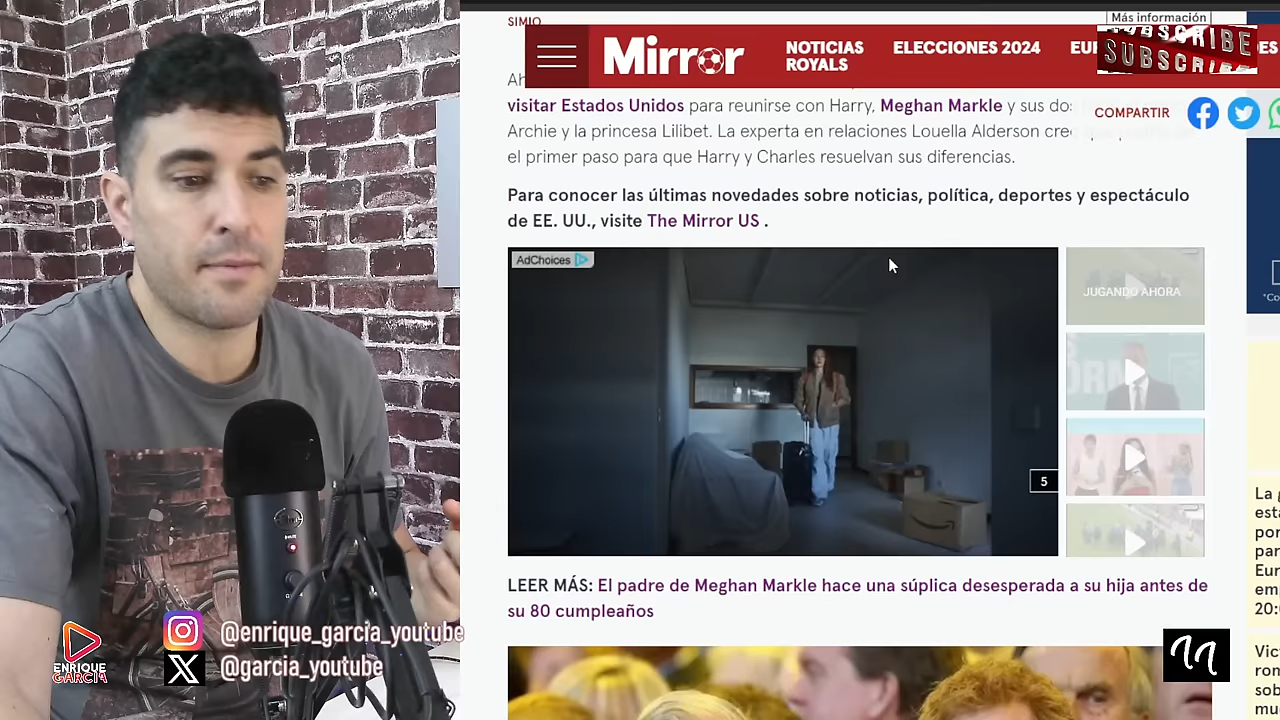 SIMIO
Más información
Mirror
NOTICIAS
ROYALS
ELECCIONES 2024
SUBSCRIBE
SUBSCRIBE
COMPARTIR
visitar Estados Unidos para reunirse con Harry, Meghan Markle y sus
Archie y la princesa Lilibet. La experta en relaciones Louella Alderson
el primer paso para que Harry y Charles resuelvan sus diferencias.
Para conocer las últimas novedades sobre noticias, política, deportes y espectáculo
de EE. UU., visite The Mirror US .
AdChoices
JUGANDO AHORA
5
LEER MÁS: El padre de Meghan Markle hace una súplica desesperada a su hija antes de
su 80 cumpleaños
20:
@enrique_garcia_youtube
@garcia_youtube
ENRIQUE
GARCIA